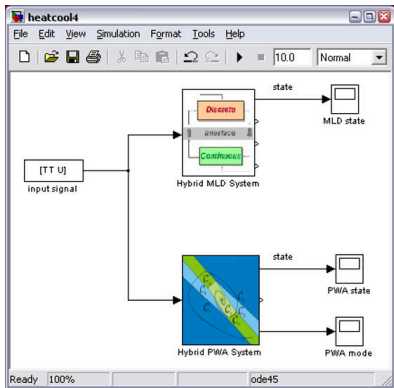 heatcool4
File Edit View Simulation Format Tools Help
10.0 Normal
state
Discrete
MLD state
interface
Continuous
[TT U]
Hybrid MLD System
input signal
state
PWA state
Hybrid PWA System
PWA mode
Ready 100% ode45